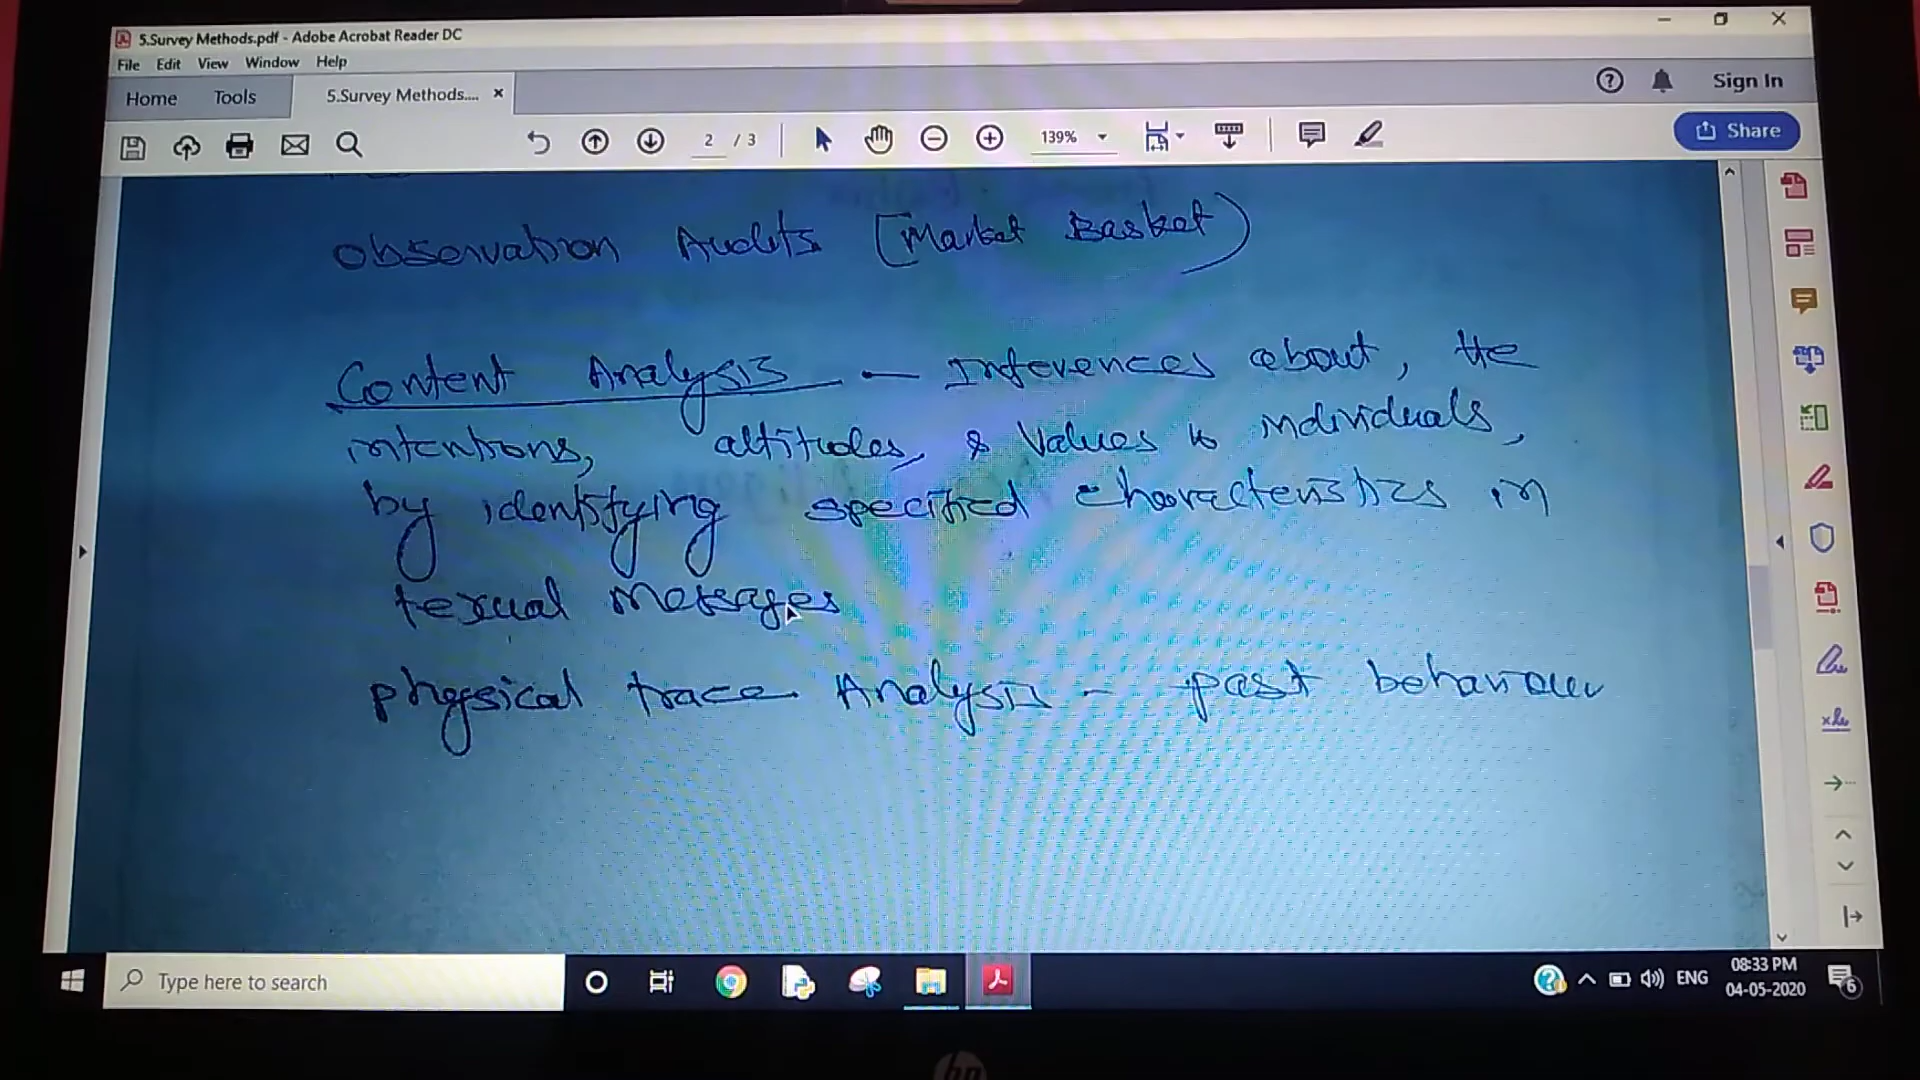 5.Survey Methods.pdf - Adobe Acrobat Reader DC
File Edit View Window Help
Home Tools 5.Survey Methods.... × Sign In
2 / 3 139% Share
Observation Audits (Market Basket)
Content Analysis — Inferences about, the
intentions, attitudes, & Values individuals,
by identifying specified characteristics in
texual Messages
physical trace Analysis - past behaviour
Type here to search
ENG 08:33 PM
04-05-2020
6
hp